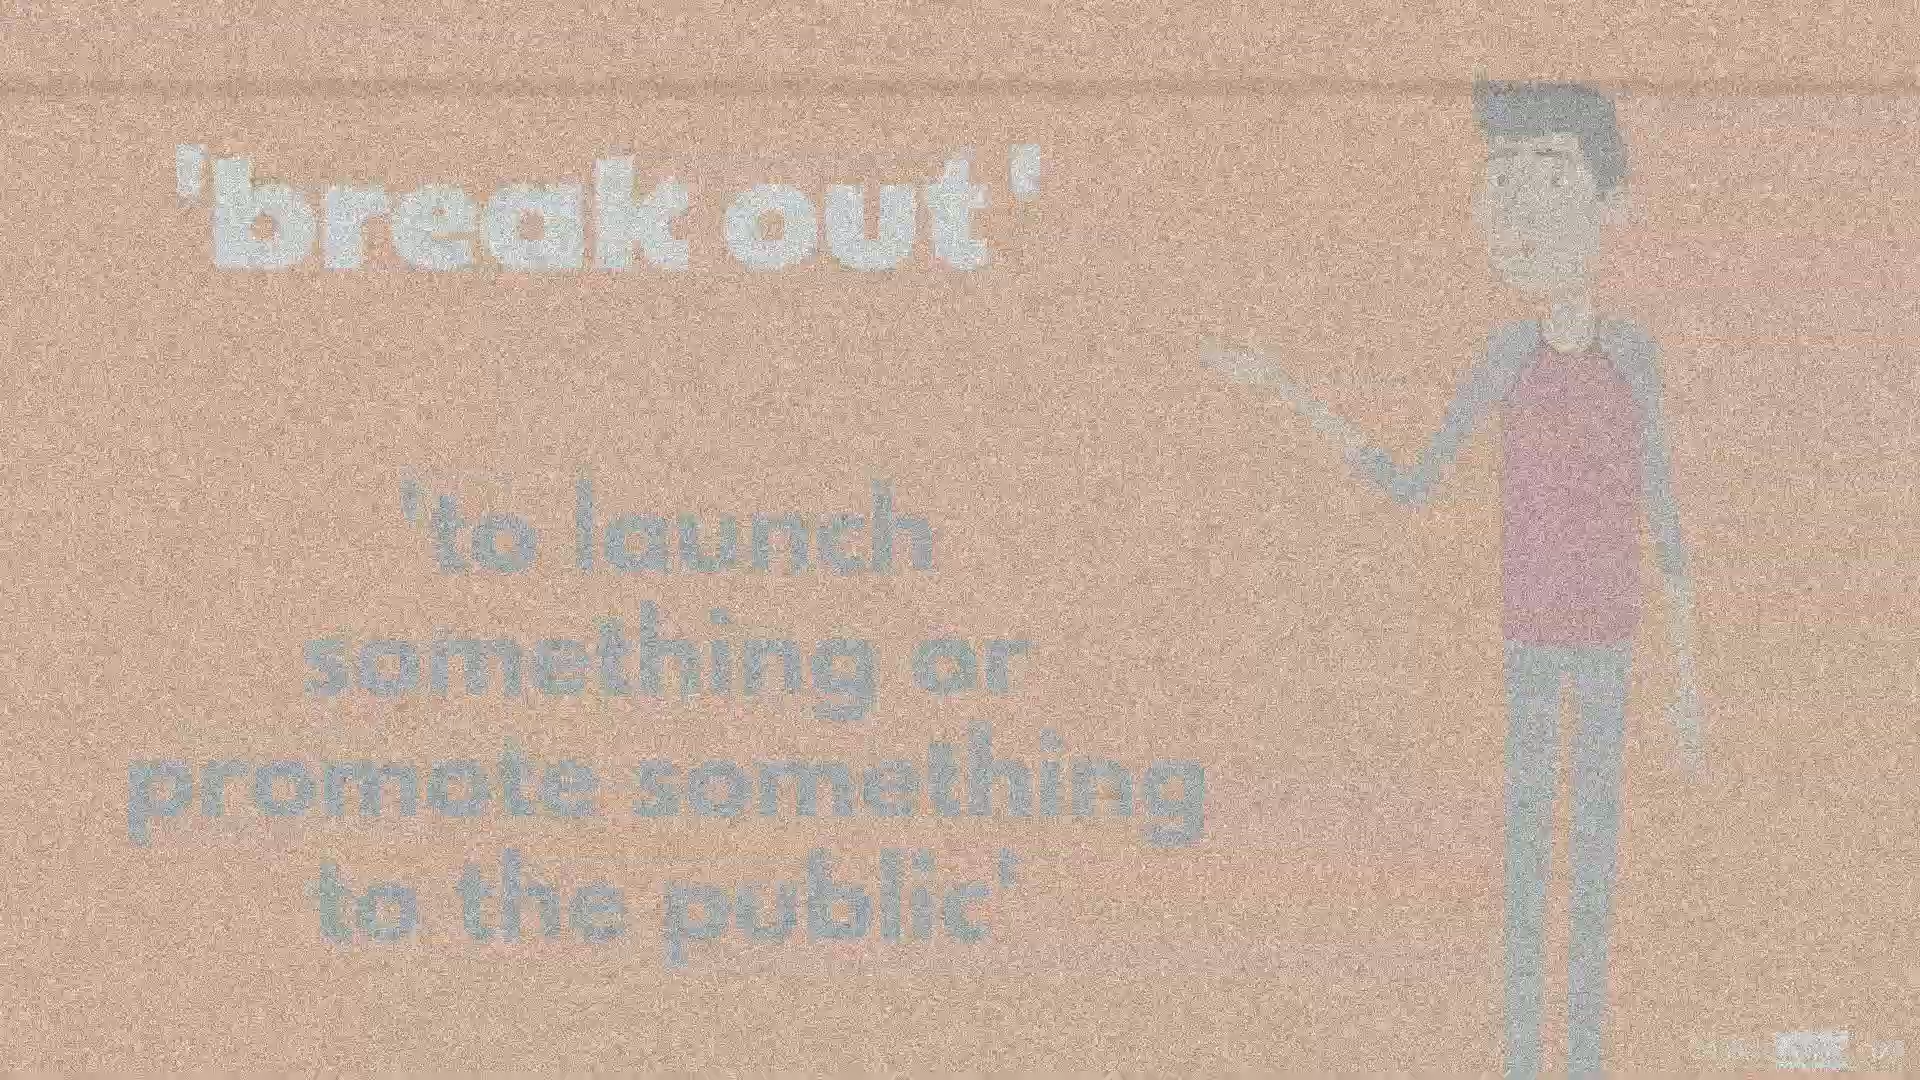 'break out'
'to launch
something or
promote something
to the public'